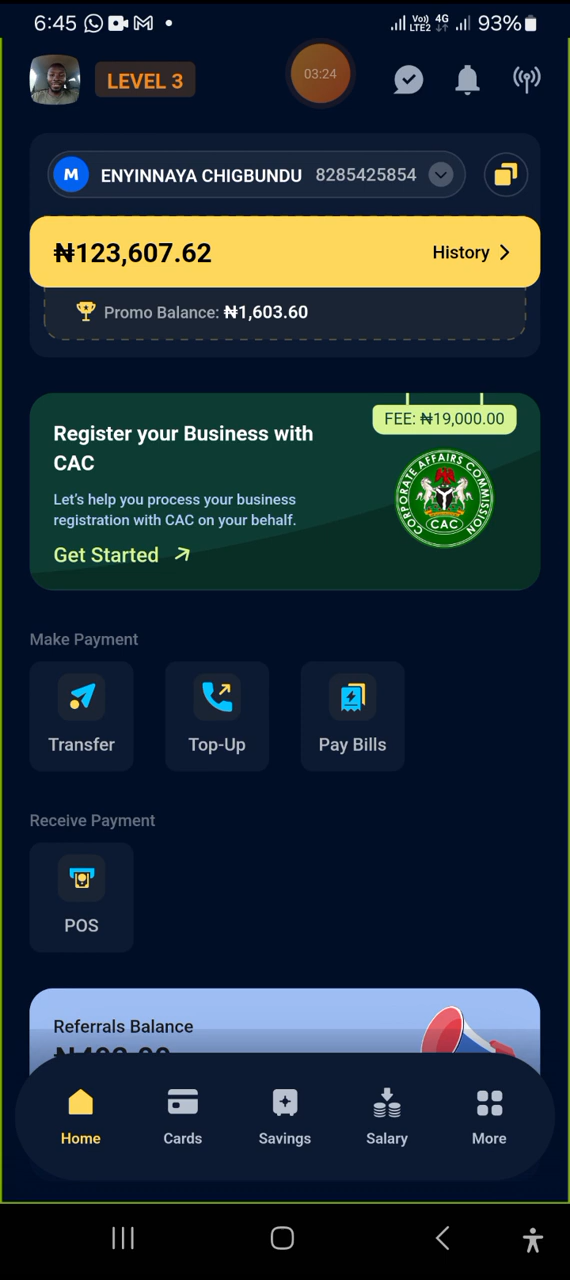 6:45
Vo)) LTE2 4G 93%
LEVEL 3
03:24
M ENYINNAYA CHIGBUNDU 8285425854
₦123,607.62
History
Promo Balance: ₦1,603.60
FEE: ₦19,000.00
Register your Business with
CAC
Let's help you process your business
registration with CAC on your behalf.
Get Started
CORPORATE AFFAIRS COMMISSION
CAC
Make Payment
Transfer
Top-Up
Pay Bills
Receive Payment
POS
Referrals Balance
Home
Cards
Savings
Salary
More